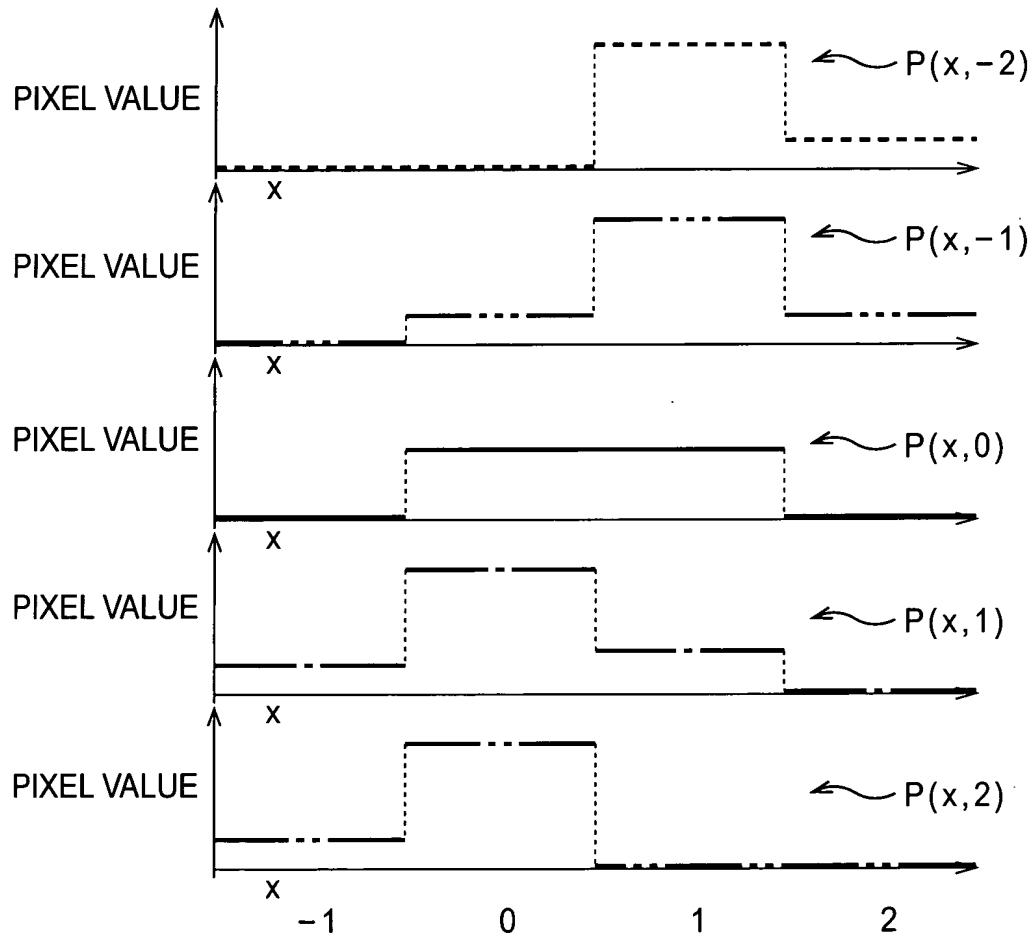 PIXEL VALUE
P(x,-2)
x
PIXEL VALUE
P(x,-1)
x
PIXEL VALUE
P(x,0)
x
PIXEL VALUE
P(x,1)
x
PIXEL VALUE
P(x,2)
x
-1 0 1 2